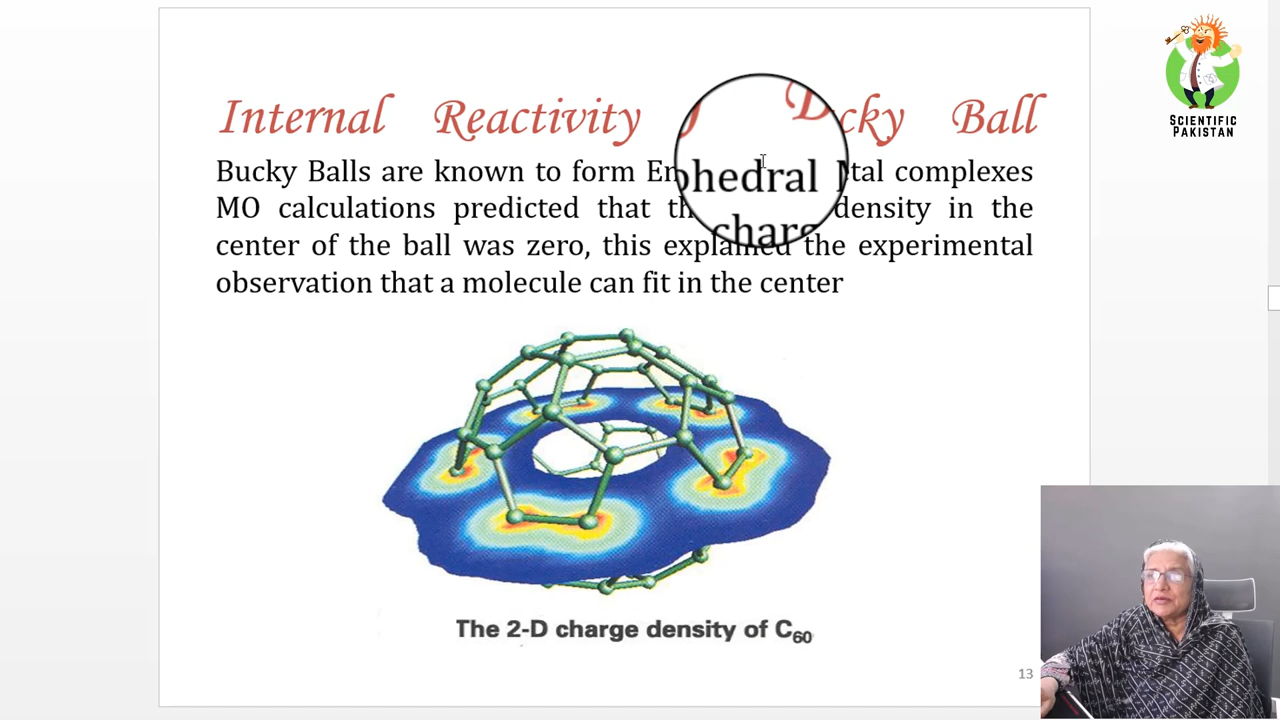 Internal Reactivity cky Ball
Bucky Balls are known to form En ohedral tal complexes
MO calculations predicted that th charg density in the
center of the ball was zero, this explained the experimental
observation that a molecule can fit in the center
The 2-D charge density of C60
13
SCIENTIFIC
PAKISTAN